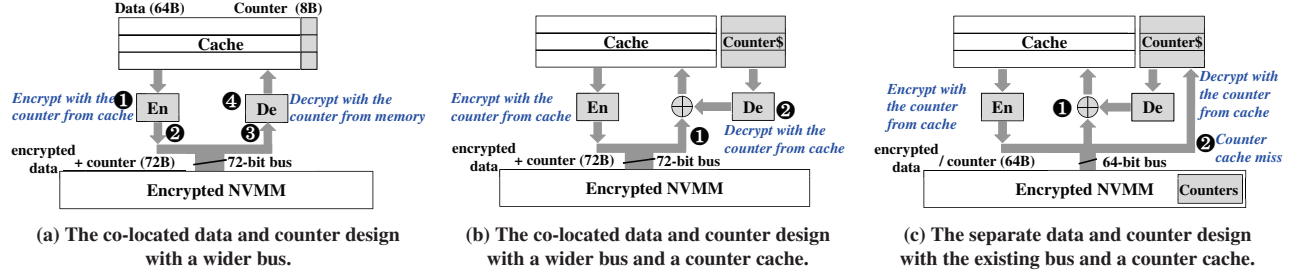 Data (64B) Counter (8B)
Cache
Encrypt with the
counter from cache
❶
En
❹
De
Decrypt with the
counter from memory
❷
❸
encrypted
data
+ counter (72B)
72-bit bus
Encrypted NVMM
(a) The co-located data and counter design
with a wider bus.
Cache
Counter$
Encrypt with the
counter from cache
En
De
❷
❶
Decrypt with the
counter from cache
encrypted
data
+ counter (72B)
72-bit bus
Encrypted NVMM
(b) The co-located data and counter design
with a wider bus and a counter cache.
Cache
Counter$
Encrypt with
the counter
from cache
En
❶
De
Decrypt with
the counter
from cache
❷
Counter
cache miss
encrypted
data
/ counter (64B)
64-bit bus
Encrypted NVMM
Counters
(c) The separate data and counter design
with the existing bus and a counter cache.